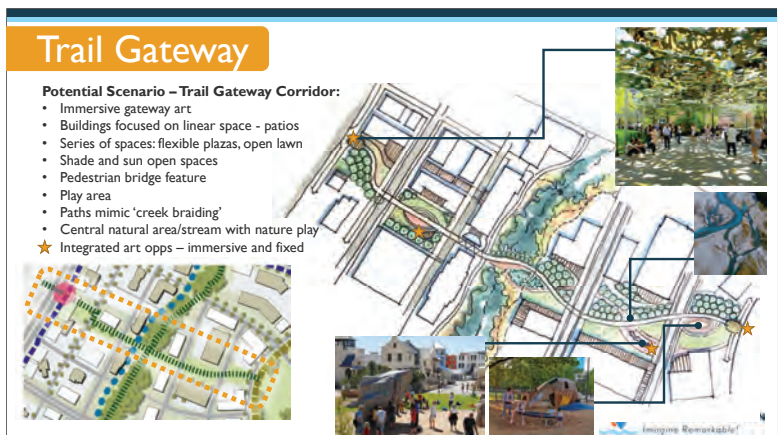 Trail Gateway
Potential Scenario – Trail Gateway Corridor:
• Immersive gateway art
• Buildings focused on linear space - patios
• Series of spaces: flexible plazas, open lawn
• Shade and sun open spaces
• Pedestrian bridge feature
• Play area
• Paths mimic ‘creek braiding’
• Central natural area/stream with nature play
Integrated art opps – immersive and fixed
Imagine Remarkable!